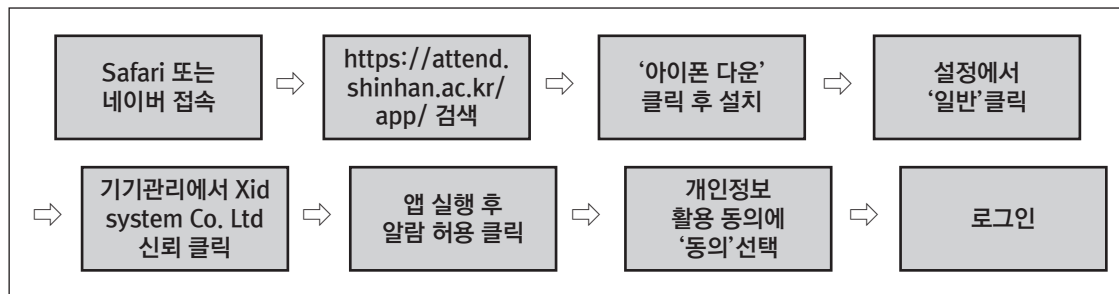 Safari 또는
네이버 접속
⇨
https://attend.
shinhan.ac.kr/
app/ 검색
⇨
‘아이폰 다운’
클릭 후 설치
⇨
설정에서
‘일반’클릭
⇨
기기관리에서 Xid
system Co. Ltd
신뢰 클릭
⇨
앱 실행 후
알람 허용 클릭
⇨
개인정보
활용 동의에
‘동의’선택
⇨
로그인